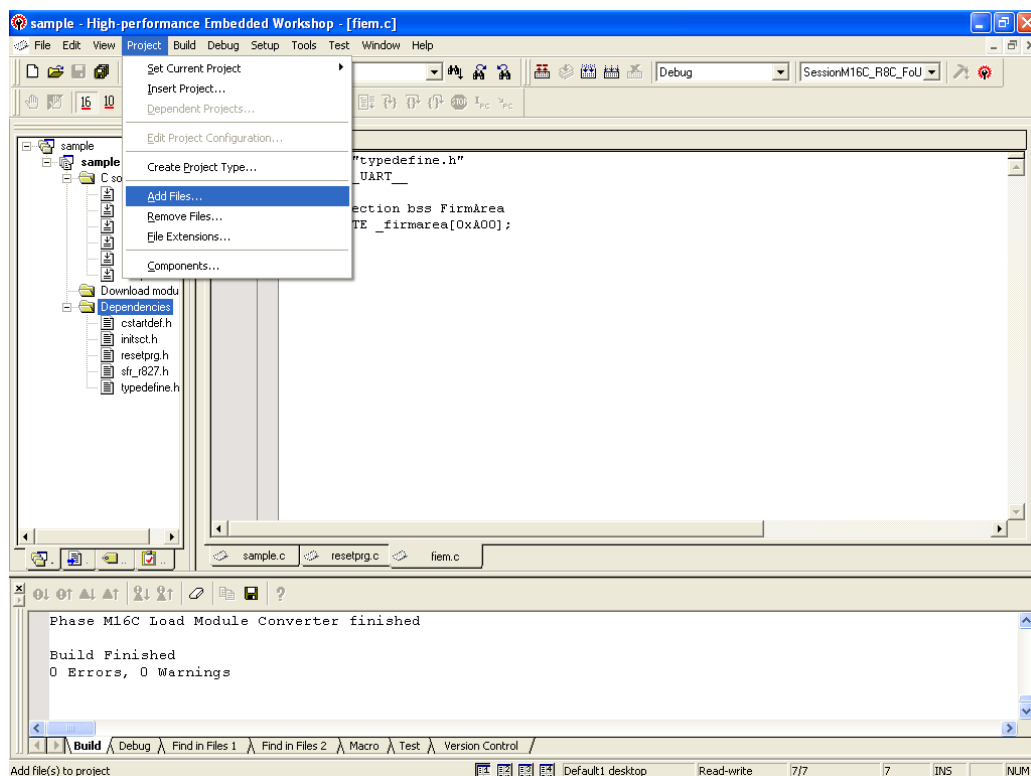 sample - High-performance Embedded Workshop - [fiem.c]
File Edit View Project Build Debug Setup Tools Test Window Help
Debug SessionM16C_R8C_FoU
16 10
Set Current Project
Insert Project...
Dependent Projects...
Edit Project Configuration...
Create Project Type...
Add Files...
Remove Files...
File Extensions...
Components...
sample
sample
C so
Download modu
Dependencies
cstartdef.h
initsct.h
resetprg.h
sfr_r827.h
typedefine.h
"typedefine.h"
_UART__
ection bss FirmArea
TE _firmarea[0xA00];
sample.c resetprg.c fiem.c
Phase M16C Load Module Converter finished
Build Finished
0 Errors, 0 Warnings
Build Debug Find in Files 1 Find in Files 2 Macro Test Version Control
Add file(s) to project Default1 desktop Read-write 7/7 7 INS NUM